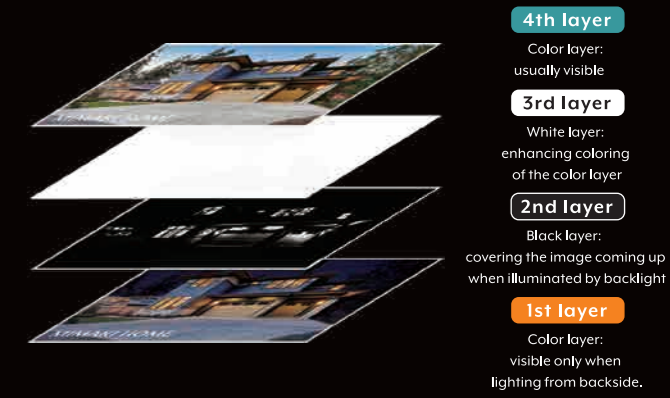 4th layer
Color layer:
usually visible
3rd layer
White layer:
enhancing coloring
of the color layer
2nd layer
Black layer:
covering the image coming up
when illuminated by backlight
1st layer
Color layer:
visible only when
lighting from backside.
MIMAKI HOME